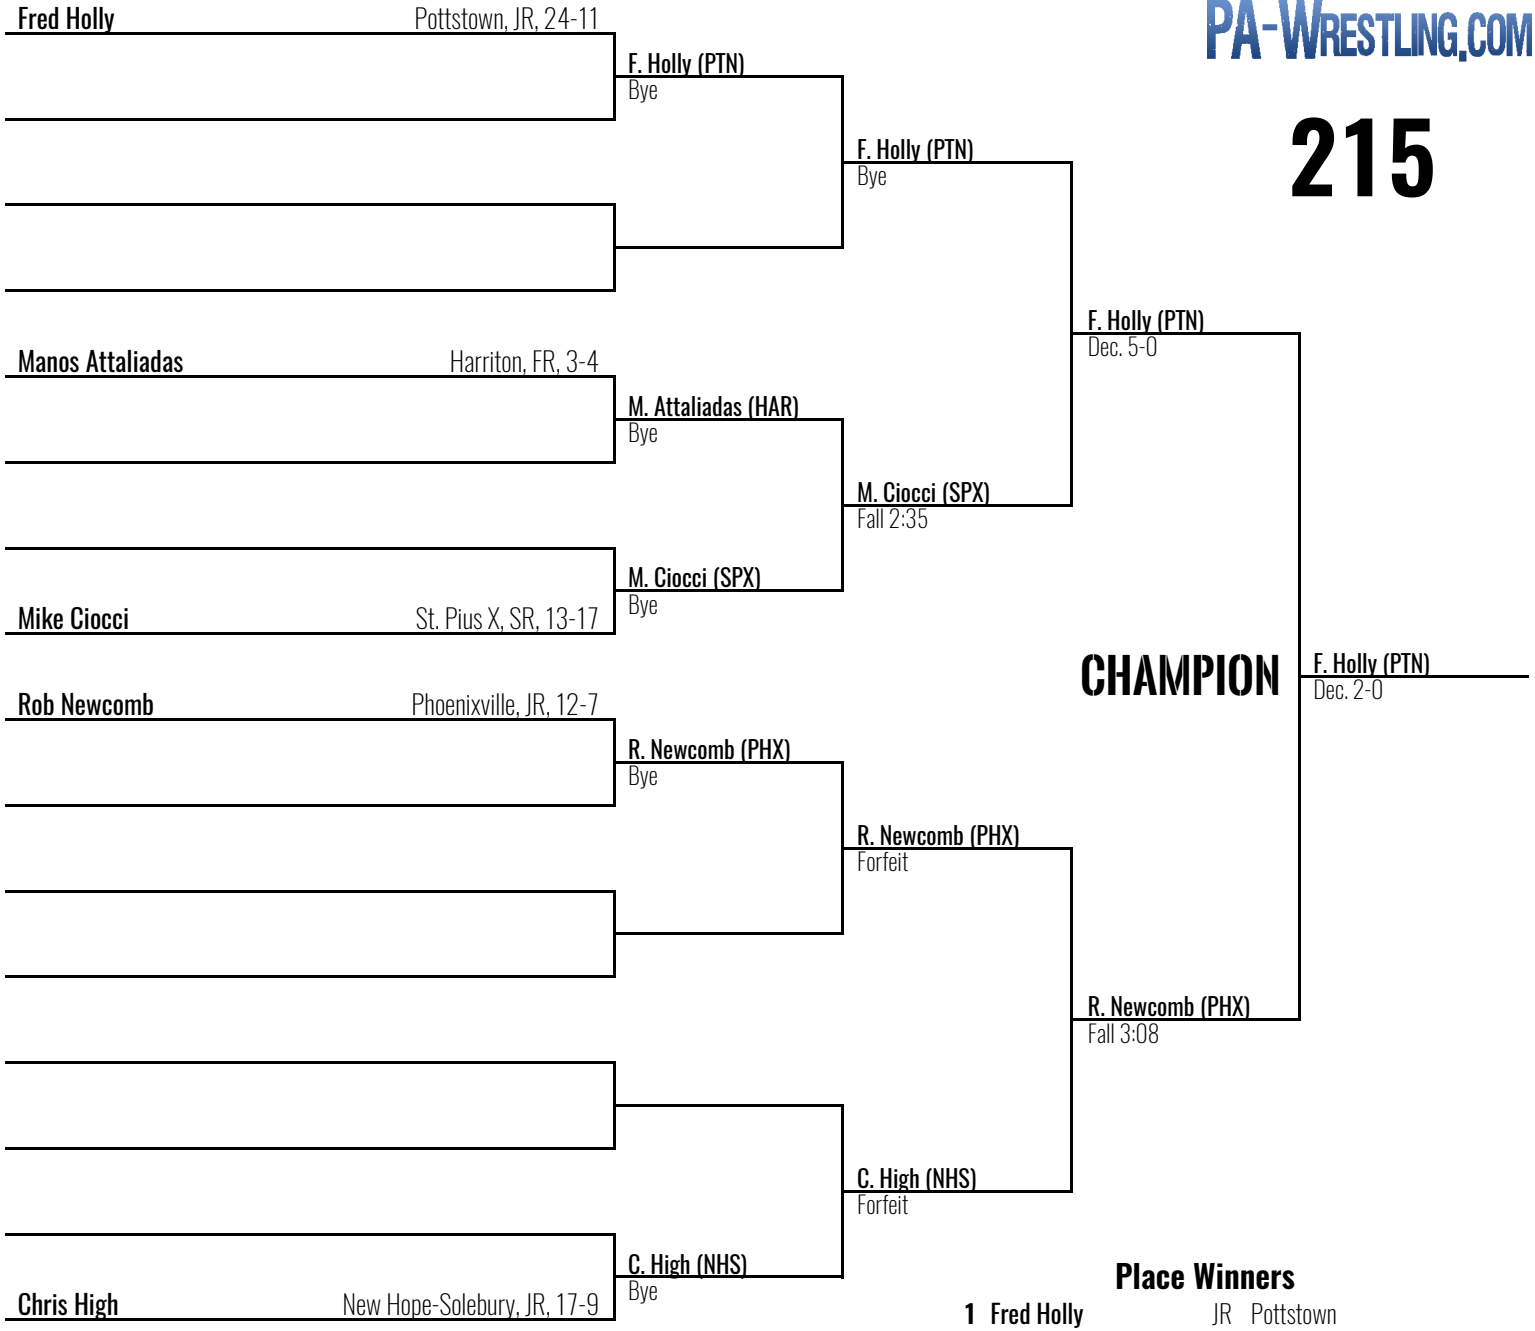 PA-WRESTLING.COM
215
Fred Holly Pottstown, JR, 24-11
F. Holly (PTN)
Bye
F. Holly (PTN)
Bye
F. Holly (PTN)
Dec. 5-0
Manos Attaliadas Harriton, FR, 3-4
M. Attaliadas (HAR)
Bye
M. Ciocci (SPX)
Fall 2:35
M. Ciocci (SPX)
Bye
Mike Ciocci St. Pius X, SR, 13-17
CHAMPION
F. Holly (PTN)
Dec. 2-0
Rob Newcomb Phoenixville, JR, 12-7
R. Newcomb (PHX)
Bye
R. Newcomb (PHX)
Forfeit
R. Newcomb (PHX)
Fall 3:08
C. High (NHS)
Forfeit
C. High (NHS)
Bye
Chris High New Hope-Solebury, JR, 17-9
Place Winners
1 Fred Holly JR Pottstown